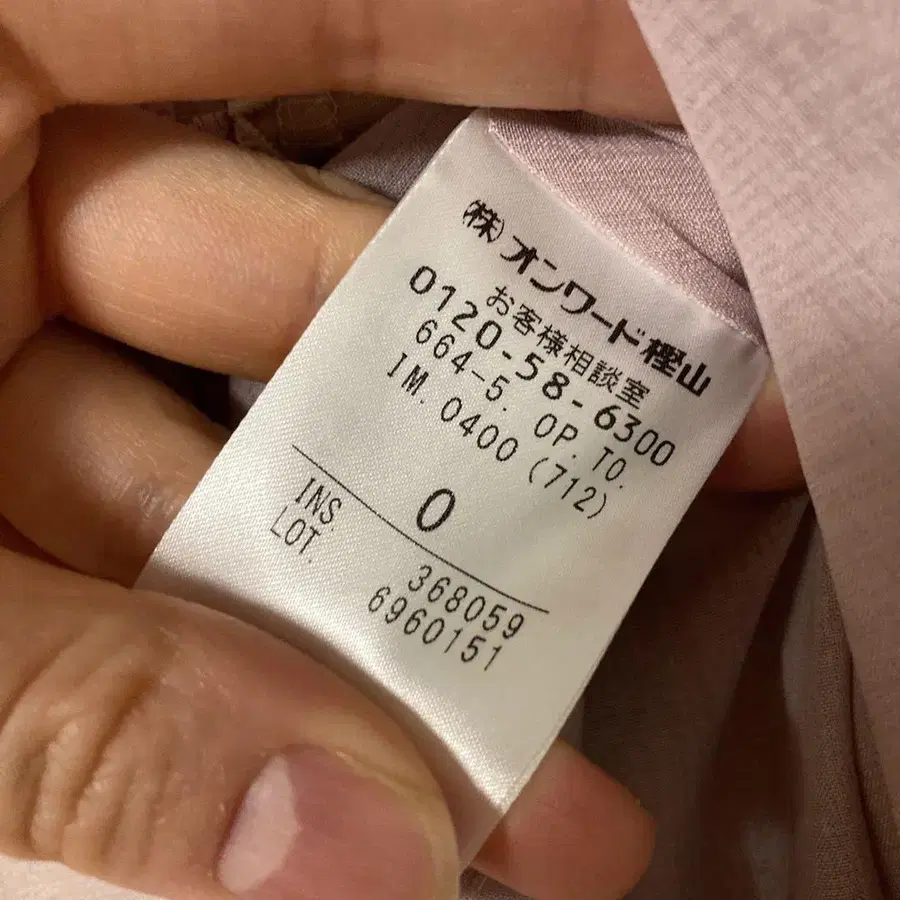 ㈱オンワード樫山
お客様相談室
0120-58-6300
664-5. OP. TO.
IM. 0400 (712)
0
INS 368059
LOT. 6960151